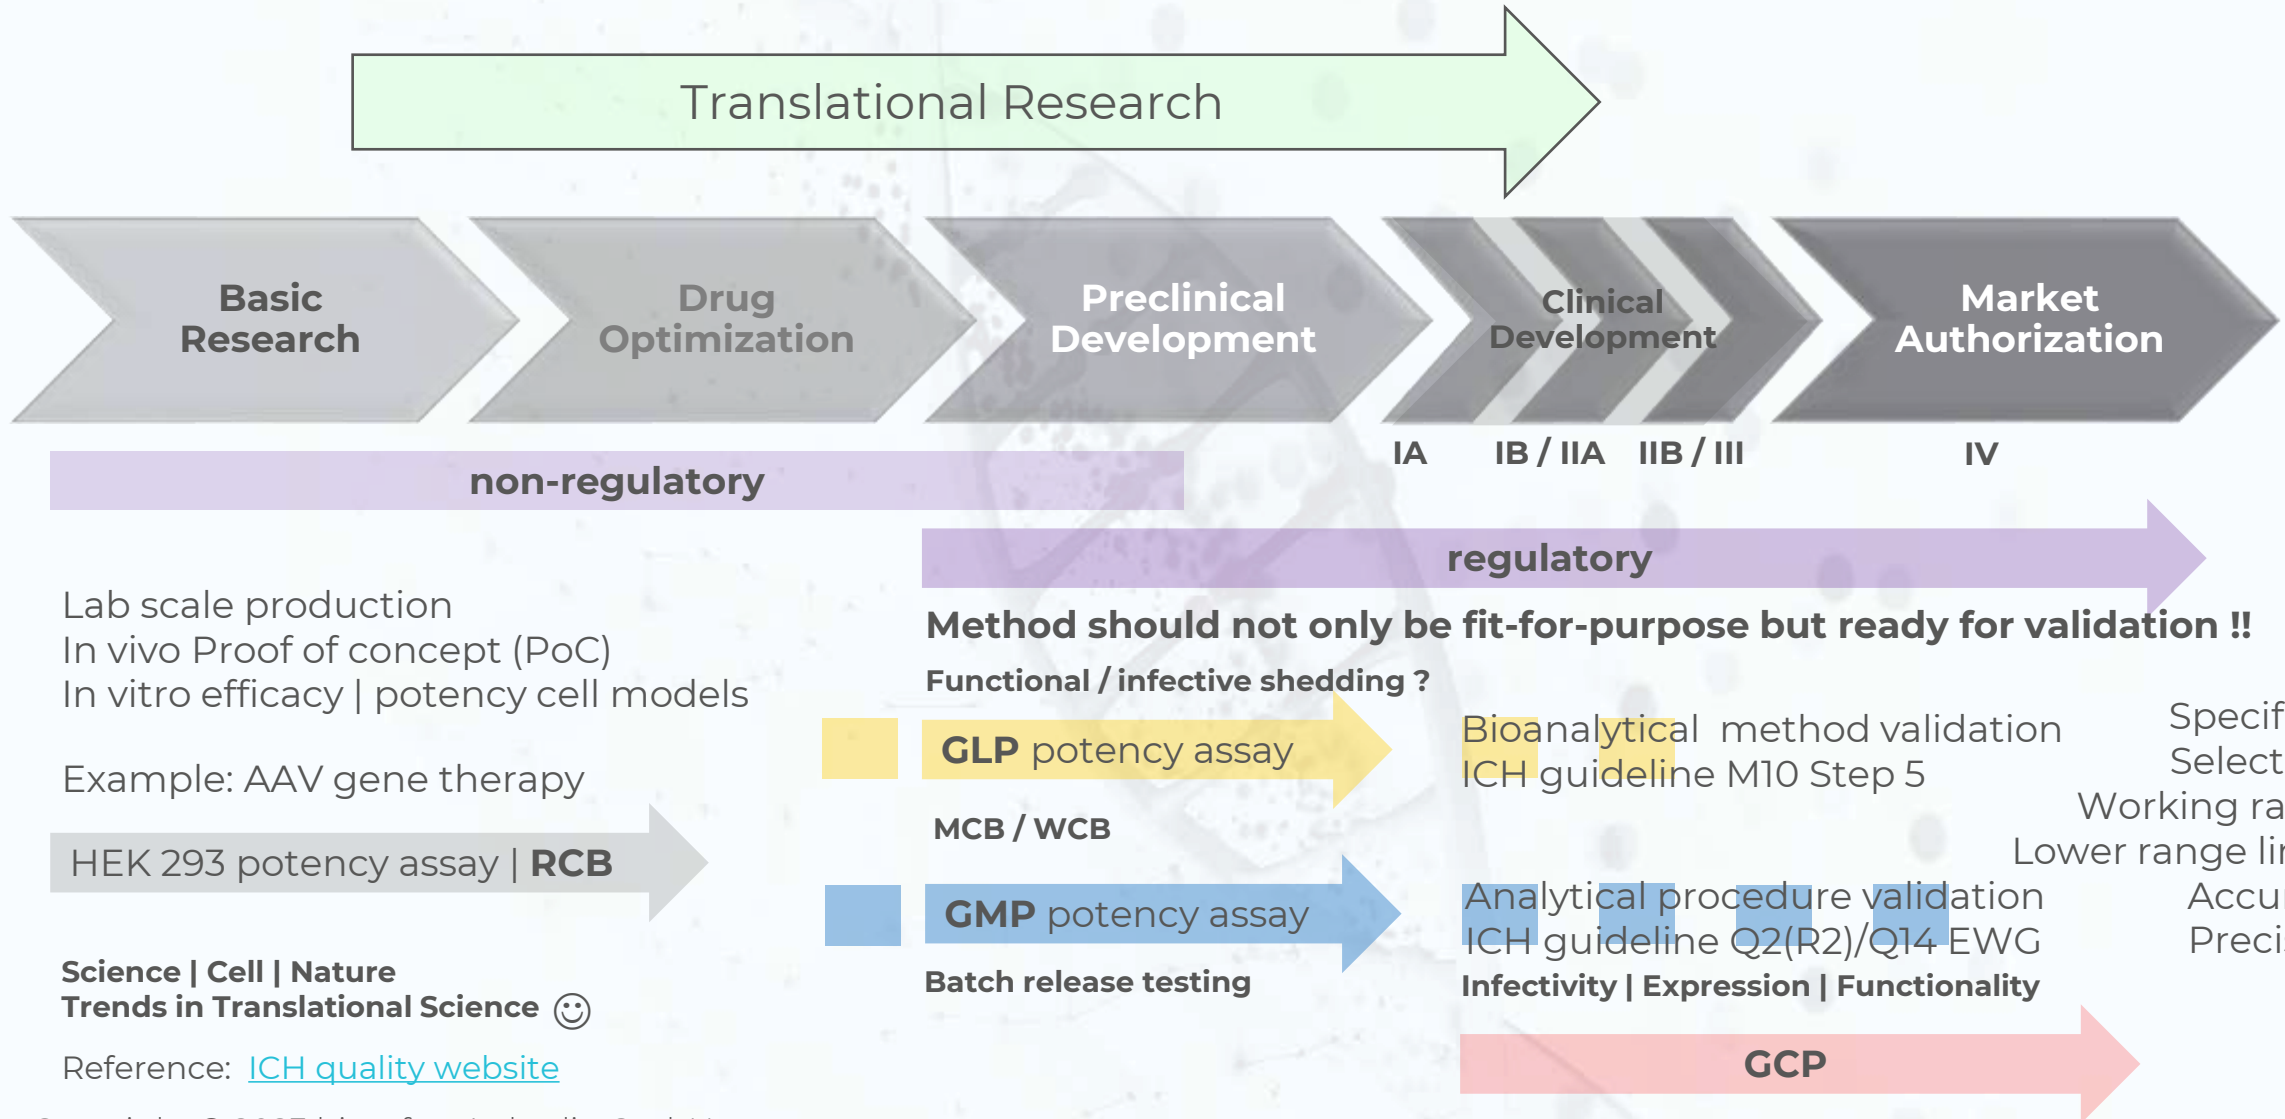 Translational Research
Basic
Research
Drug
Optimization
Preclinical
Development
Clinical
Development
Market
Authorization
IA
IB / IIA
IIB / III
IV
non-regulatory
regulatory
Lab scale production
In vivo Proof of concept (PoC)
In vitro efficacy | potency cell models
Example: AAV gene therapy
HEK 293 potency assay | RCB
Science | Cell | Nature
Trends in Translational Science
Reference: ICH quality website
Method should not only be fit-for-purpose but ready for validation !!
Functional / infective shedding ?
GLP potency assay
MCB / WCB
GMP potency assay
Batch release testing
Bioanalytical method validation
ICH guideline M10 Step 5
Analytical procedure validation
ICH guideline Q2(R2)/Q14 EWG
Infectivity | Expression | Functionality
GCP
Working
Lower range